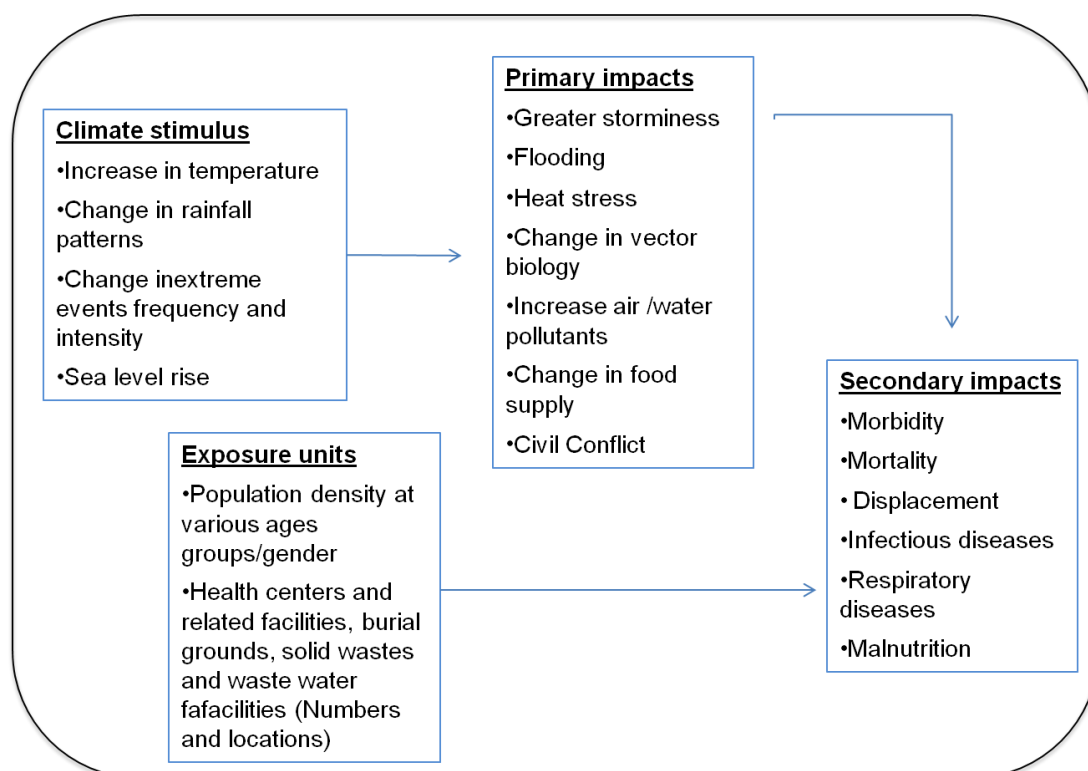 Climate stimulus
•Increase in temperature
•Change in rainfall
patterns
•Change inextreme
events frequency and
intensity
•Sea level rise
Primary impacts
•Greater storminess
•Flooding
•Heat stress
•Change in vector
biology
•Increase air /water
pollutants
•Change in food
supply
•Civil Conflict
Exposure units
•Population density at
various ages
groups/gender
•Health centers and
related facilities, burial
grounds, solid wastes
and waste water
fafacilities (Numbers
and locations)
Secondary impacts
•Morbidity
•Mortality
• Displacement
•Infectious diseases
•Respiratory
diseases
•Malnutrition